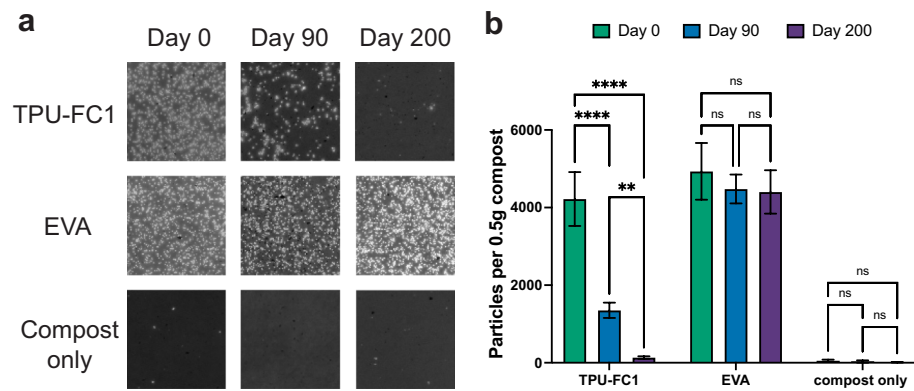 a
Day 0 Day 90 Day 200
TPU-FC1
EVA
Compost
only
b
Day 0 Day 90 Day 200
Particles per 0.5g compost
6000
4000
2000
0
****
****
**
ns
ns ns
ns
ns
ns
TPU-FC1 EVA compost only